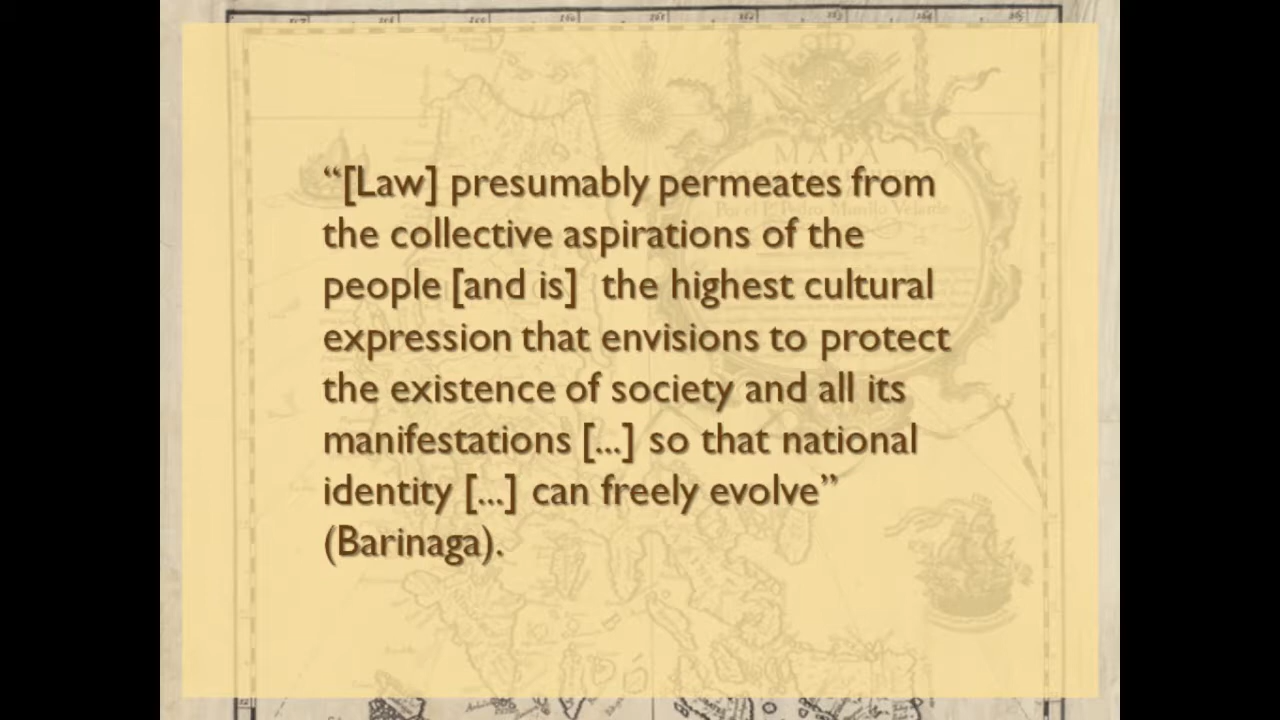 “[Law] presumably permeates from
the collective aspirations of the
people [and is]  the highest cultural
expression that envisions to protect
the existence of society and all its
manifestations [...] so that national
identity [...] can freely evolve”
(Barinaga).
MAPA